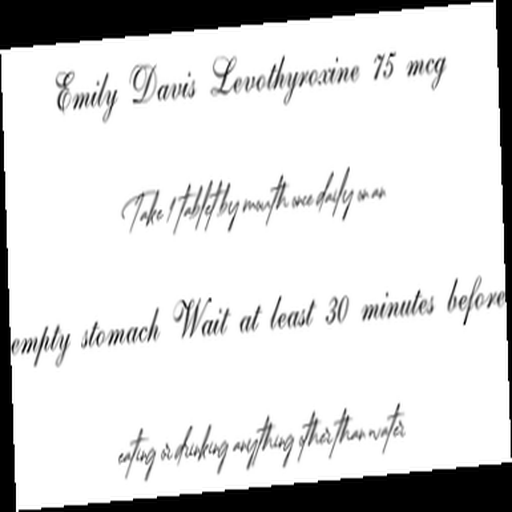 Emily Davis Levothyroxine 75 mcg
Take 1 tablet by mouth once daily on an
empty stomach Wait at least 30 minutes before
eating or drinking anything other than water